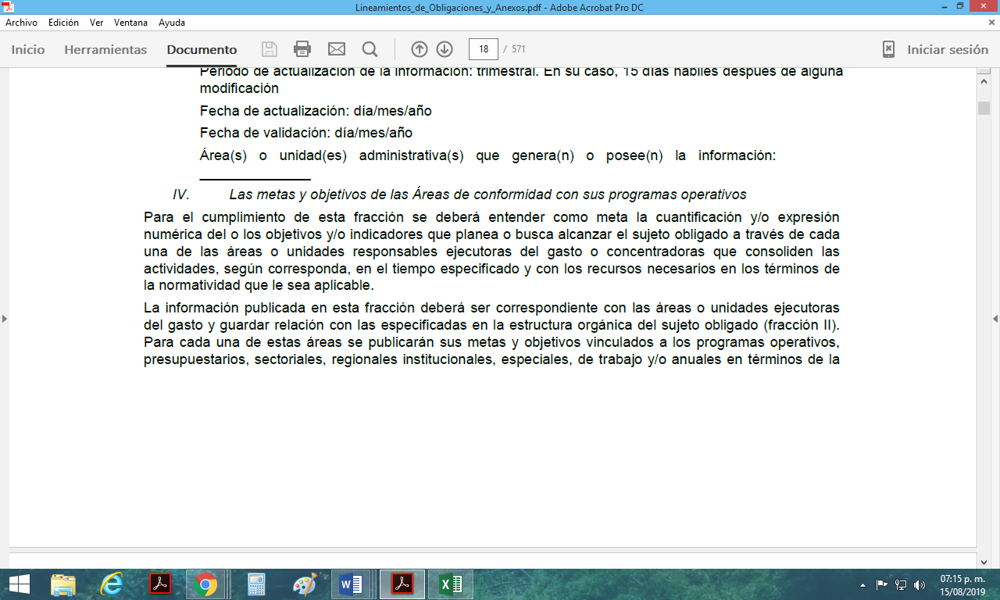 Lineamientos_de_Obligaciones_y_Anexos.pdf - Adobe Acrobat Pro DC
Archivo Edición Ver Ventana Ayuda
Inicio Herramientas Documento 18 / 571 Iniciar sesión
Periodo de actualización de la información: trimestral. En su caso, 15 días hábiles después de alguna
modificación
Fecha de actualización: día/mes/año
Fecha de validación: día/mes/año
Área(s) o unidad(es) administrativa(s) que genera(n) o posee(n) la información:
IV. Las metas y objetivos de las Áreas de conformidad con sus programas operativos
Para el cumplimiento de esta fracción se deberá entender como meta la cuantificación y/o expresión
numérica del o los objetivos y/o indicadores que planea o busca alcanzar el sujeto obligado a través de cada
una de las áreas o unidades responsables ejecutoras del gasto o concentradoras que consoliden las
actividades, según corresponda, en el tiempo especificado y con los recursos necesarios en los términos de
la normatividad que le sea aplicable.
La información publicada en esta fracción deberá ser correspondiente con las áreas o unidades ejecutoras
del gasto y guardar relación con las especificadas en la estructura orgánica del sujeto obligado (fracción II).
Para cada una de estas áreas se publicarán sus metas y objetivos vinculados a los programas operativos,
presupuestarios, sectoriales, regionales institucionales, especiales, de trabajo y/o anuales en términos de la
07:15 p. m.
15/08/2019